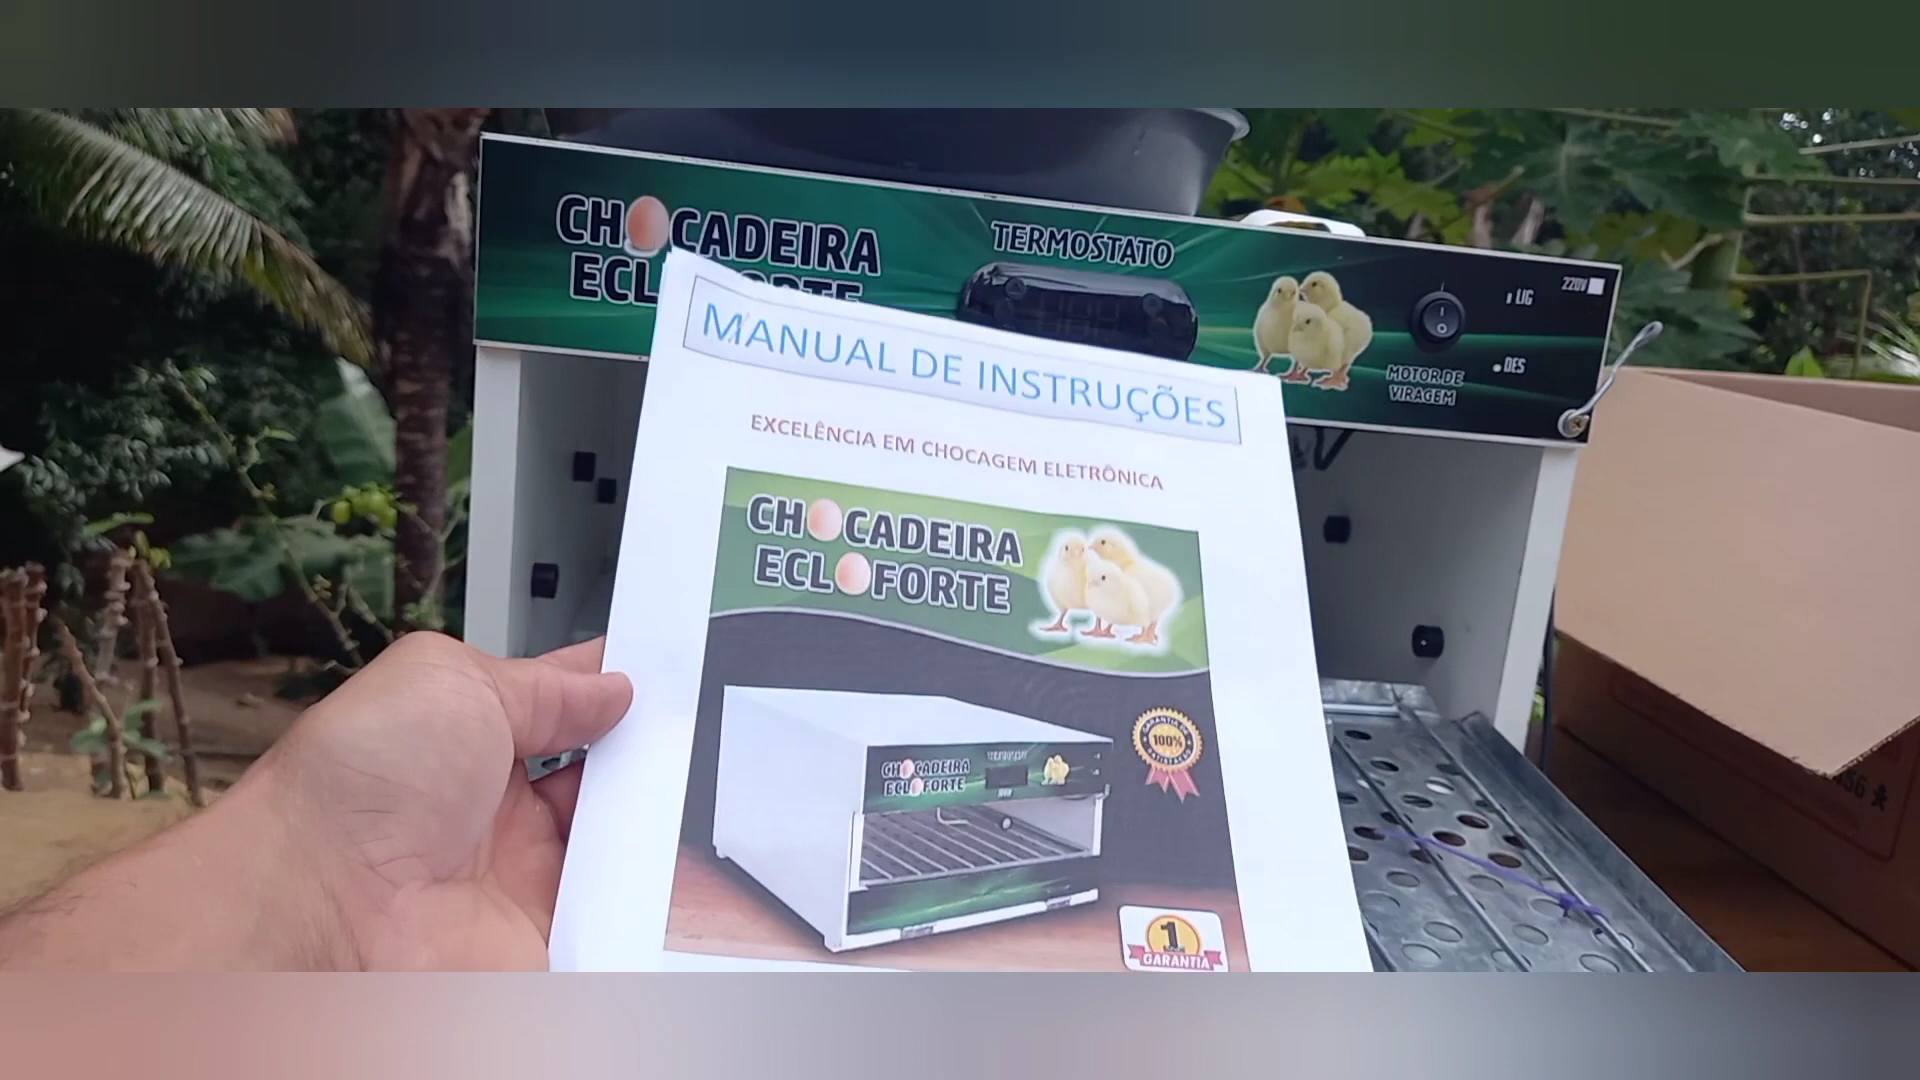 CHOCADEIRA
TERMOSTATO
LIG
220V
DES
MOTOR DE
VIRAGEM
MANUAL DE INSTRUÇÕES
EXCELÊNCIA EM CHOCAGEM ELETRÔNICA
CHOCADEIRA
ECLOFORTE
CHOCADEIRA
ECLOFORTE
100%
1
GARANTIA